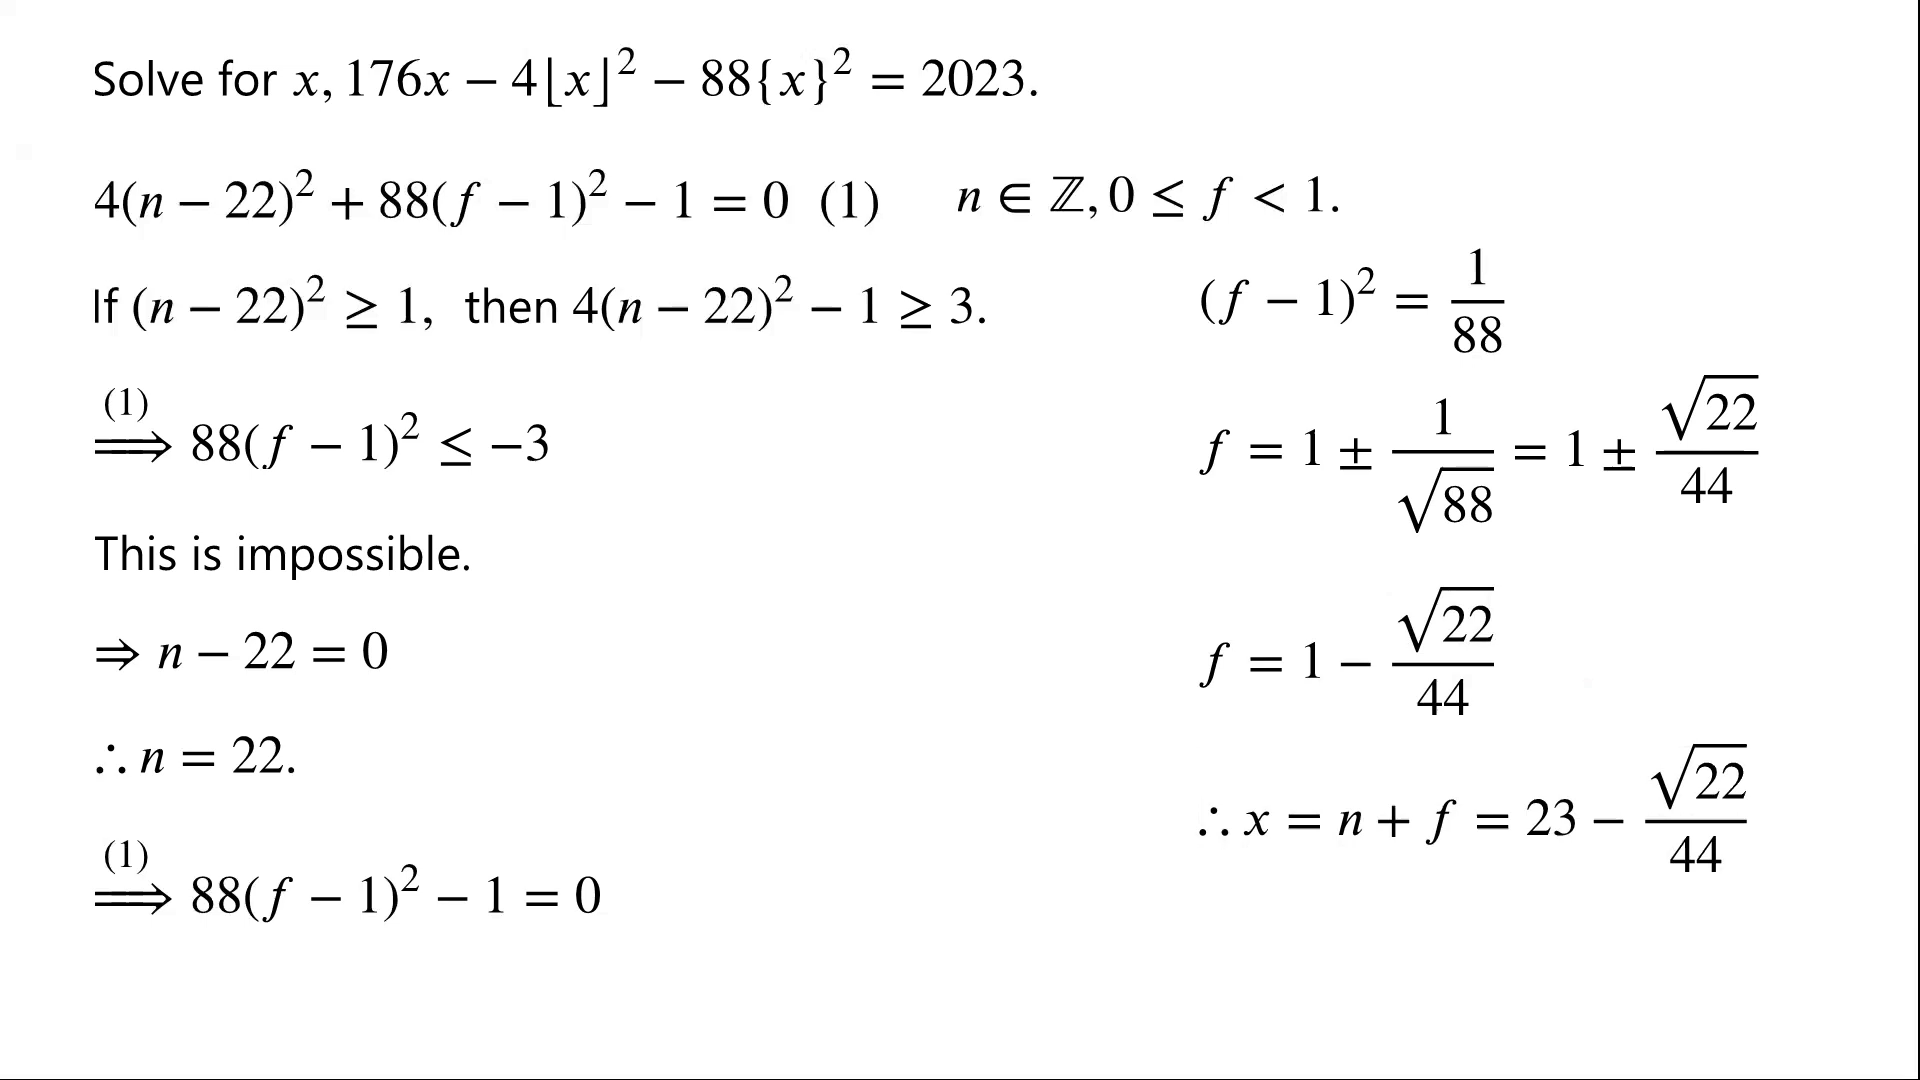 Solve for x, 176x − 4⌊x⌋² − 88{x}² = 2023.
4(n − 22)² + 88(f − 1)² − 1 = 0 (1) n ∈ ℤ, 0 ≤ f < 1.
If (n − 22)² ≥ 1, then 4(n − 22)² − 1 ≥ 3.
(1)
⟹ 88(f − 1)² ≤ −3
This is impossible.
⇒ n − 22 = 0
∴ n = 22.
(1)
⟹ 88(f − 1)² − 1 = 0
(f − 1)² = 1/88
f = 1 ± 1/√88 = 1 ± √22/44
f = 1 − √22/44
∴ x = n + f = 23 − √22/44